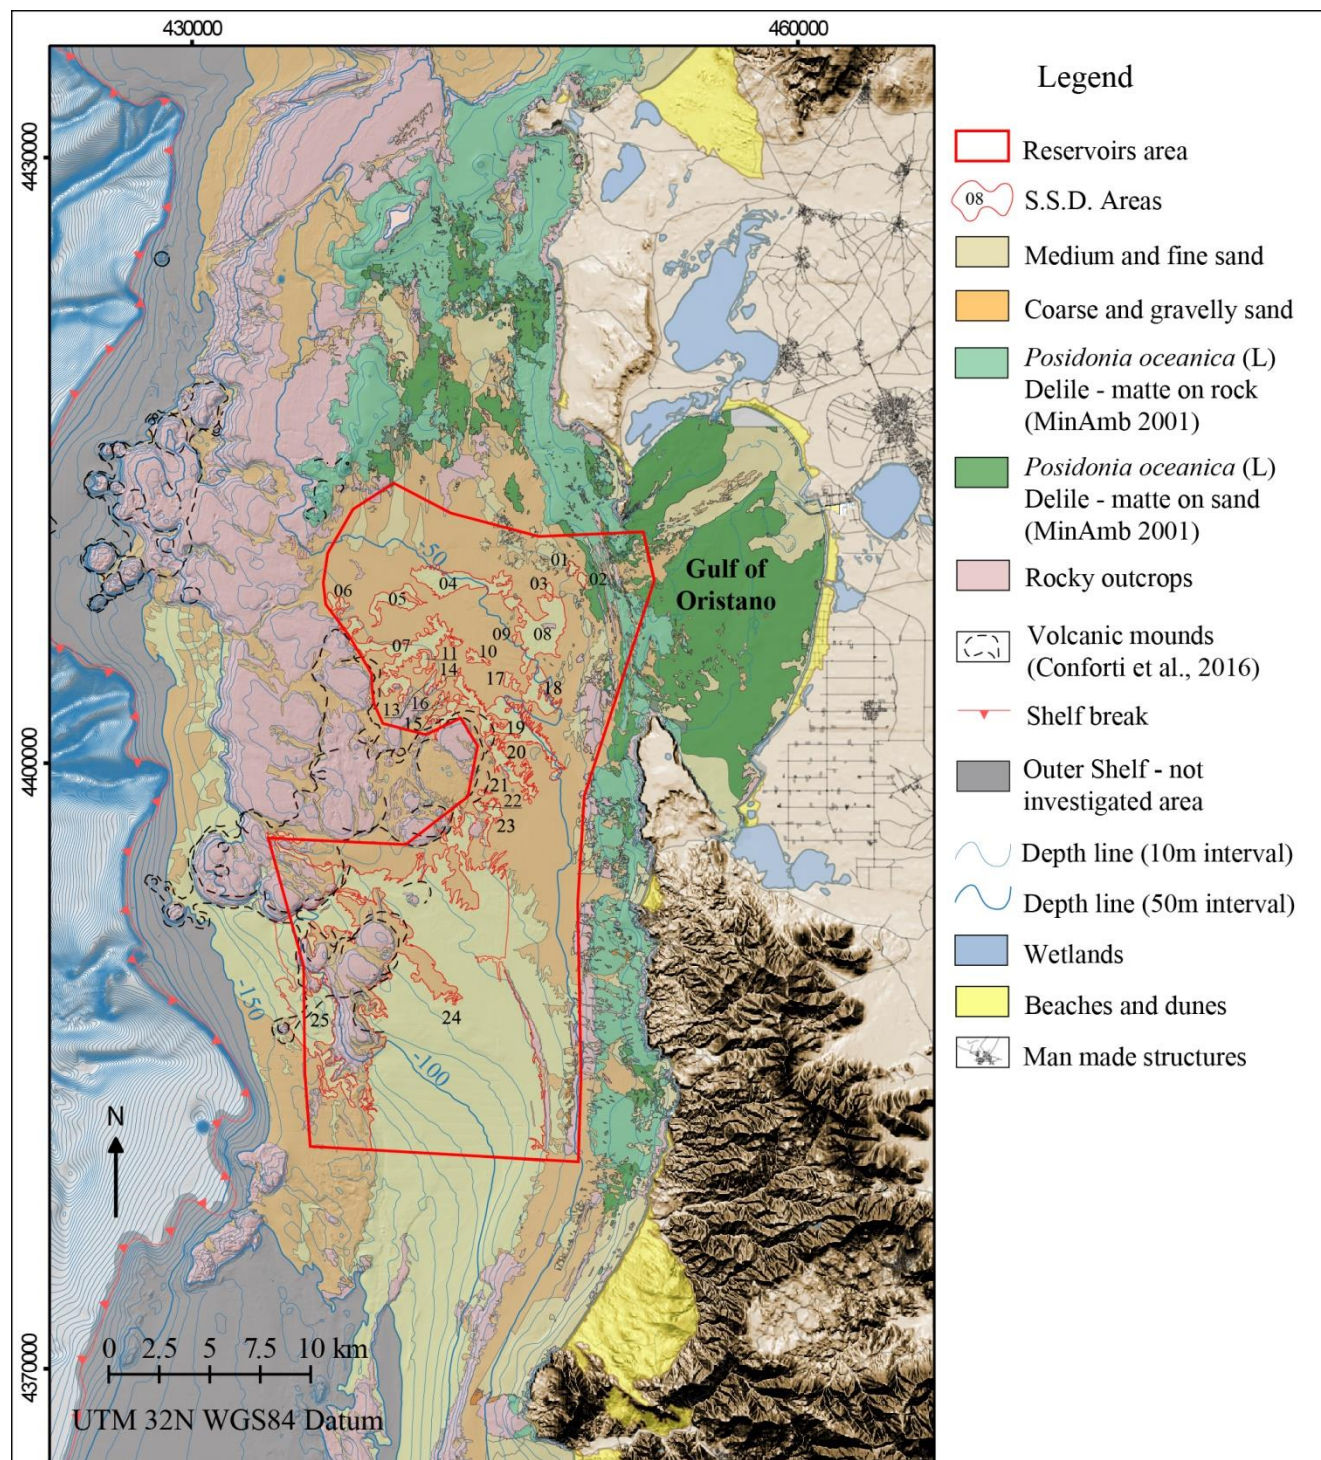 430000
460000
4430000
4400000
4370000
-50
01
02
03
04
05
06
07
08
09
10
11
14
17
18
13
16
15
19
20
21
22
23
24
25
-150
-100
Gulf of
Oristano
N
0 2.5 5 7.5 10 km
UTM 32N WGS84 Datum
Legend
Reservoirs area
08
S.S.D. Areas
Medium and fine sand
Coarse and gravelly sand
Posidonia oceanica (L)
Delile - matte on rock
(MinAmb 2001)
Posidonia oceanica (L)
Delile - matte on sand
(MinAmb 2001)
Rocky outcrops
Volcanic mounds
(Conforti et al., 2016)
Shelf break
Outer Shelf - not
investigated area
Depth line (10m interval)
Depth line (50m interval)
Wetlands
Beaches and dunes
Man made structures